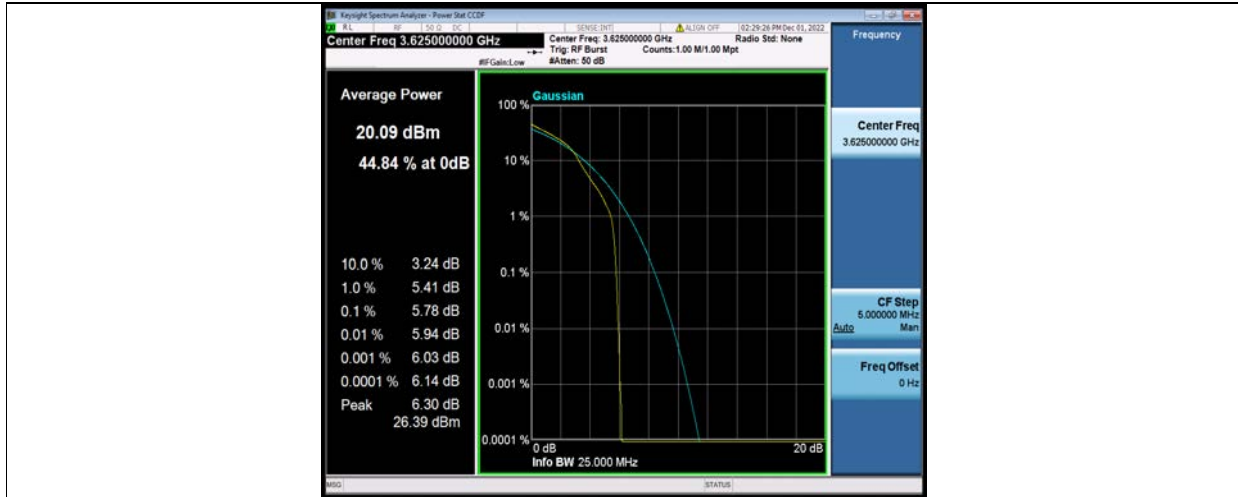 Keysight Spectrum Analyzer - Power Stat CCDF
RL RF 50 Ω DC SENSE:INT ALIGN OFF 02:29:26 PM Dec 01, 2022
Center Freq 3.625000000 GHz
Center Freq: 3.625000000 GHz Radio Std: None
Trig: RF Burst Counts:1.00 M/1.00 Mpt
#IFGain:Low #Atten: 50 dB
Frequency
Average Power
20.09 dBm
44.84 % at 0dB
10.0 % 3.24 dB
1.0 % 5.41 dB
0.1 % 5.78 dB
0.01 % 5.94 dB
0.001 % 6.03 dB
0.0001 % 6.14 dB
Peak 6.30 dB
26.39 dBm
Gaussian
100 %
10 %
1 %
0.1 %
0.01 %
0.001 %
0.0001 %
0 dB 20 dB
Info BW 25.000 MHz
Center Freq
3.625000000 GHz
CF Step
5.000000 MHz
Auto Man
Freq Offset
0 Hz
MSG STATUS